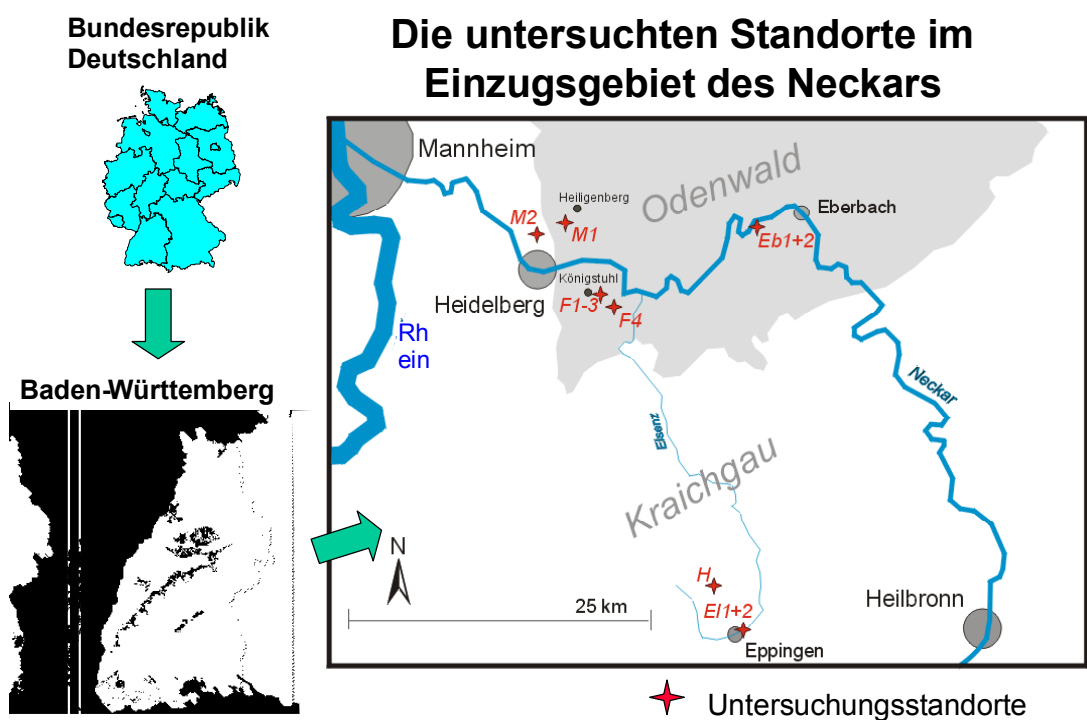 Bundesrepublik
Deutschland
Die untersuchten Standorte im
Einzugsgebiet des Neckars
Mannheim
Odenwald
Heiligenberg
M2
M1
Eberbach
Eb1+2
Königstuhl
Heidelberg
F1-3
F4
Rh
ein
Neckar
Baden-Württemberg
Elsenz
Kraichgau
N
25 km
H
El1+2
Heilbronn
Eppingen
Untersuchungsstandorte